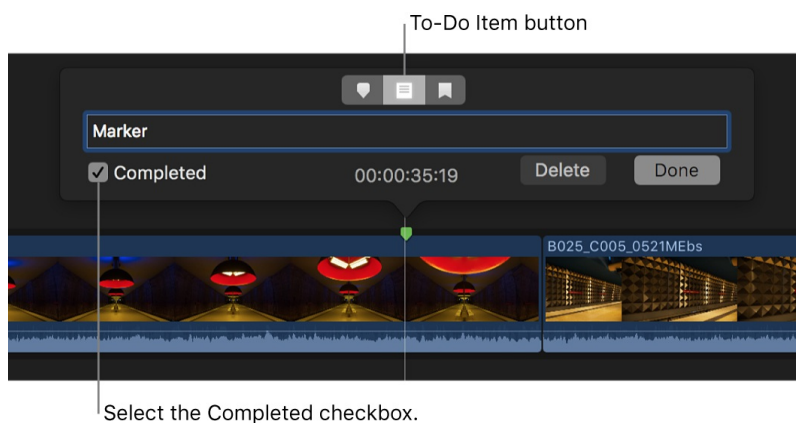 To-Do Item button
Marker
Completed
00:00:35:19
Delete
Done
B025_C005_0521MEbs
Select the Completed checkbox.